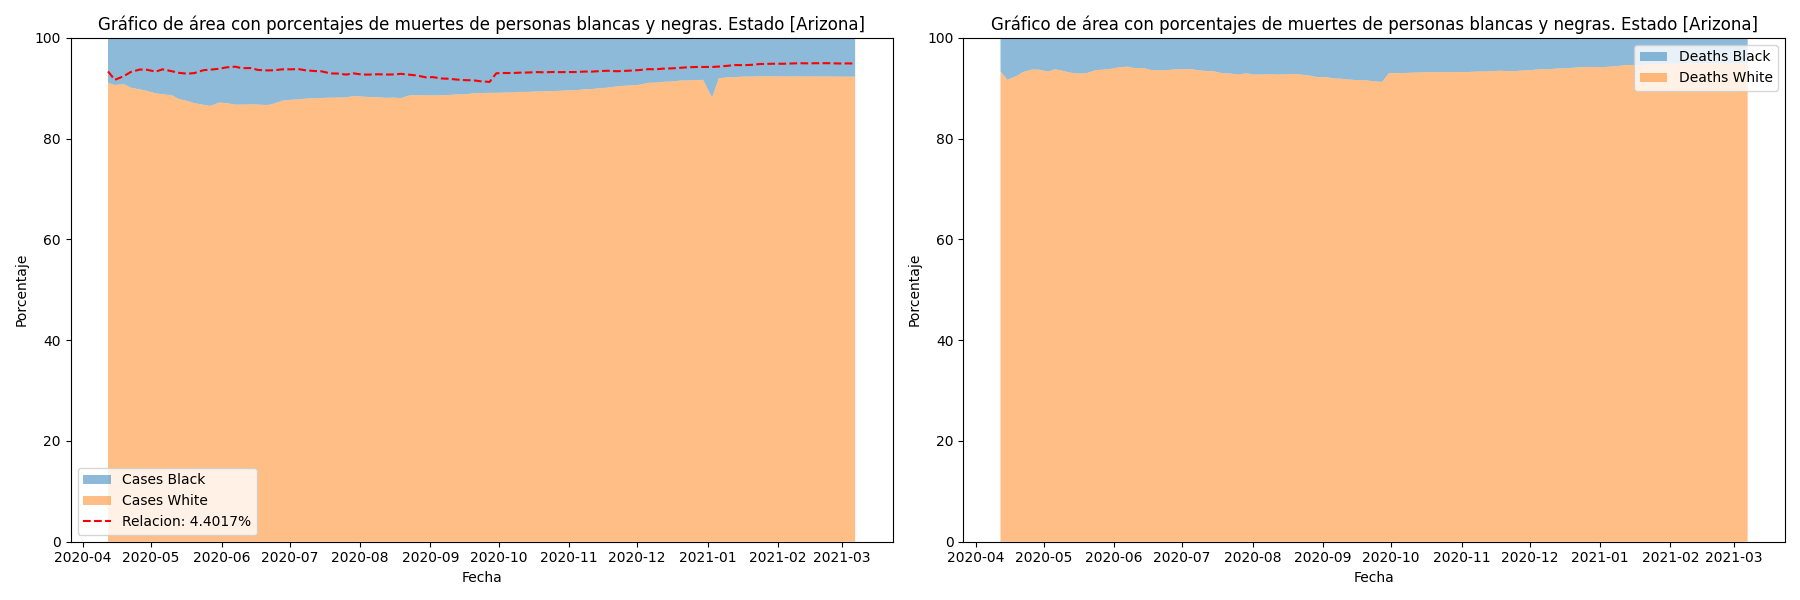 Gráfico de área con porcentajes de muertes de personas blancas y negras. Estado [Arizona]
100
80
60
40
20
0
Porcentaje
Cases Black
Cases White
Relacion: 4.4017%
2020-04 2020-05 2020-06 2020-07 2020-08 2020-09 2020-10 2020-11 2020-12 2021-01 2021-02 2021-03
Fecha
Gráfico de área con porcentajes de muertes de personas blancas y negras. Estado [Arizona]
100
80
60
40
20
0
Porcentaje
Deaths Black
Deaths White
2020-04 2020-05 2020-06 2020-07 2020-08 2020-09 2020-10 2020-11 2020-12 2021-01 2021-02 2021-03
Fecha